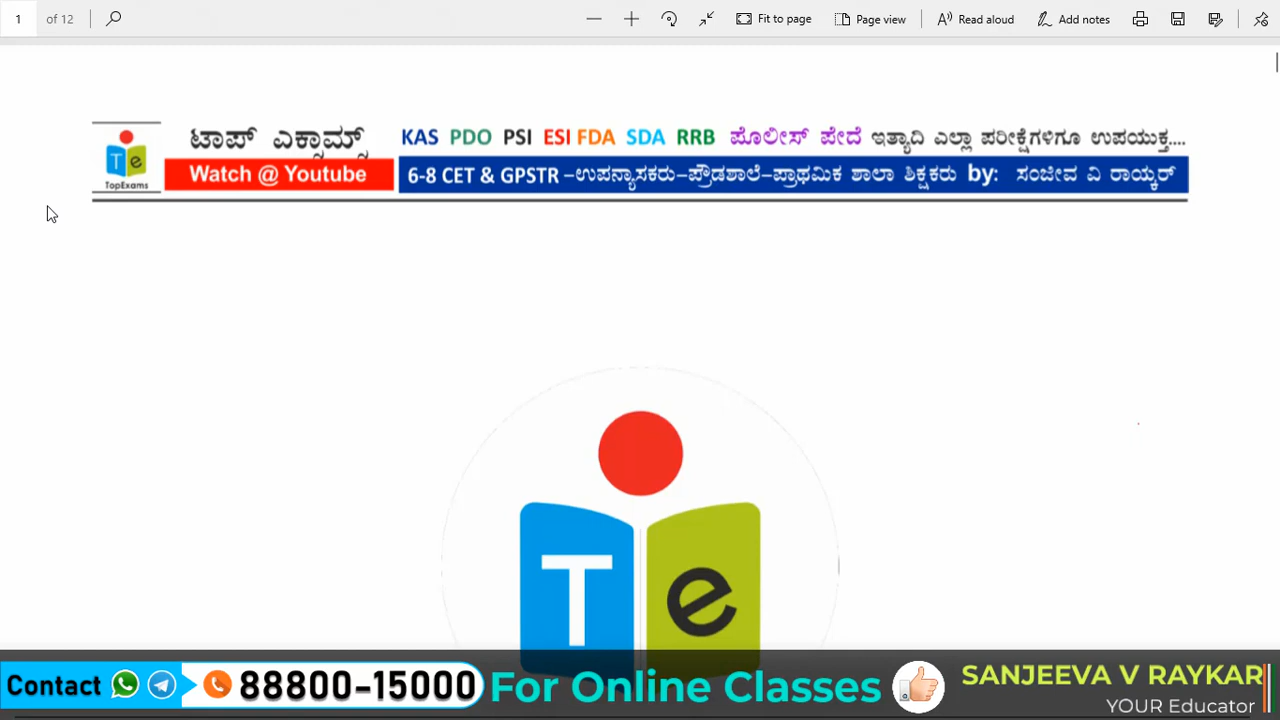 1 of 12 Fit to page Page view Read aloud Add notes
ಟಾಪ್ ಎಕ್ಸಾಮ್ಸ್ KAS PDO PSI ESI FDA SDA RRB ಪೊಲೀಸ್ ಪೇದೆ ಇತ್ಯಾದಿ ಎಲ್ಲಾ ಪರೀಕ್ಷೆಗಳಿಗೂ ಉಪಯುಕ್ತ....
Te
TopExams
Watch @ Youtube 6-8 CET & GPSTR –ಉಪನ್ಯಾಸಕರು–ಪ್ರೌಢಶಾಲೆ–ಪ್ರಾಥಮಿಕ ಶಾಲಾ ಶಿಕ್ಷಕರು by: ಸಂಜೀವ ವಿ ರಾಯ್ಕರ್
Te
Contact 88800-15000 For Online Classes SANJEEVA V RAYKAR
YOUR Educator